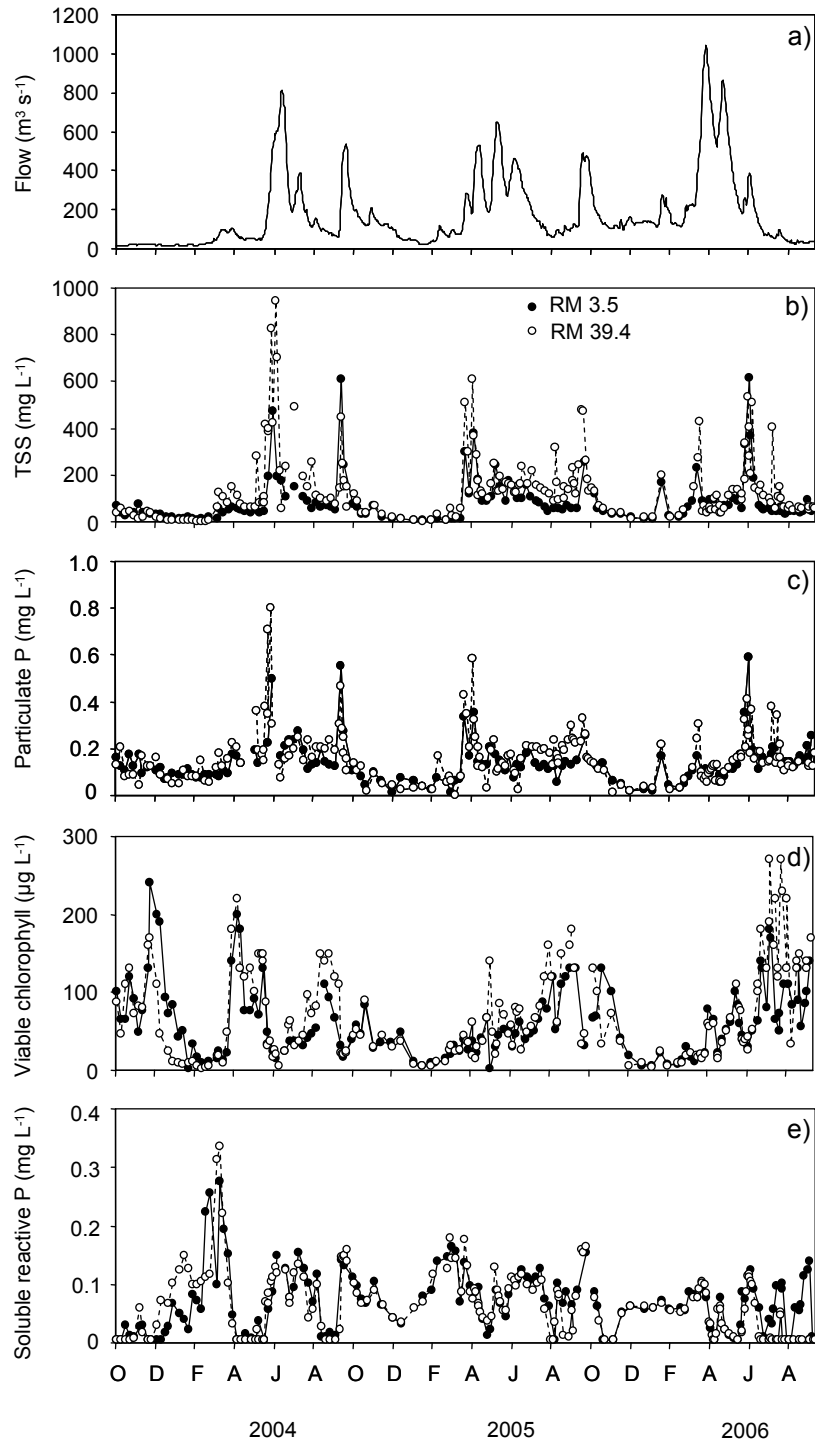 a)
Flow (m³ s⁻¹)
1200
1000
800
600
400
200
0
b)
TSS (mg L⁻¹)
1000
800
600
400
200
0
RM 3.5
RM 39.4
c)
Particulate P (mg L⁻¹)
1.0
0.8
0.6
0.4
0.2
0
d)
Viable chlorophyll (µg L⁻¹)
300
200
100
0
e)
Soluble reactive P (mg L⁻¹)
0.4
0.3
0.2
0.1
0
O D F A J A O D F A J A O D F A J A
2004 2005 2006